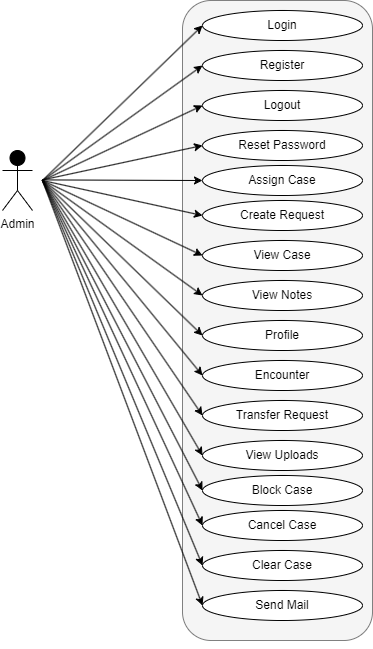 Login
Register
Logout
Reset Password
Assign Case
Admin
Create Request
View Case
View Notes
Profile
Encounter
Transfer Request
View Uploads
Block Case
Cancel Case
Clear Case
Send Mail